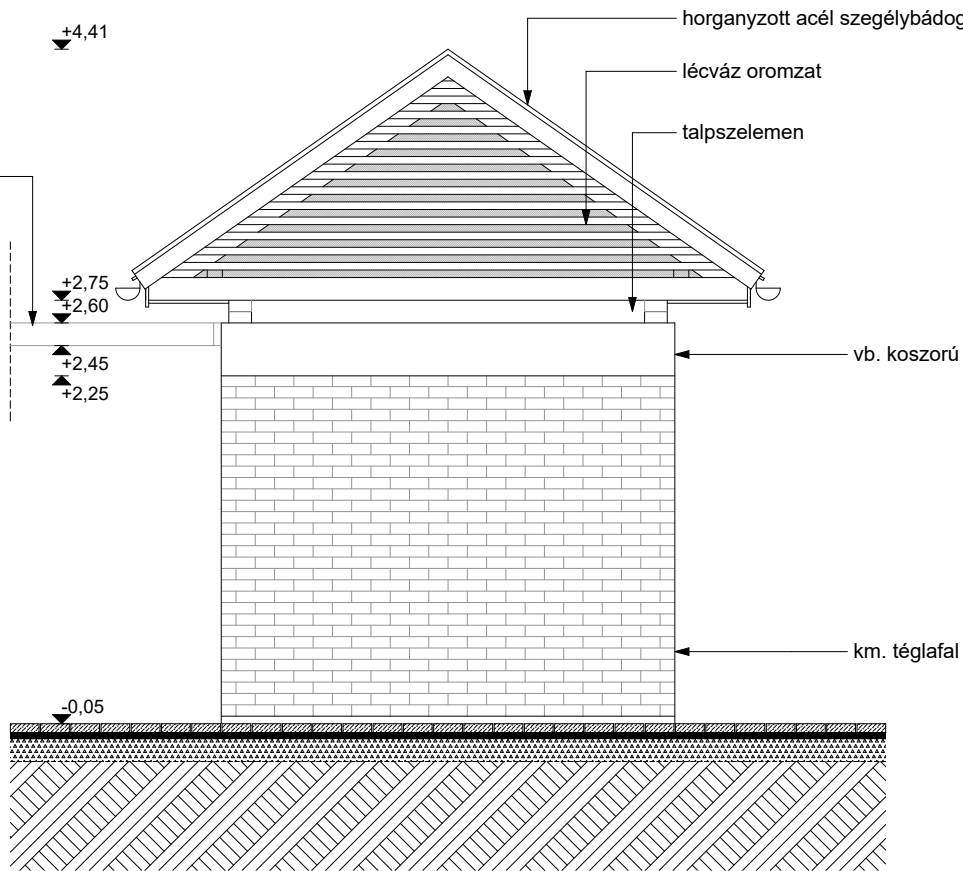 +4,41
horganyzott acél szegélybádog
lécváz oromzat
talpszelemen
+2,75
+2,60
+2,45
+2,25
vb. koszorú
km. téglafal
-0,05